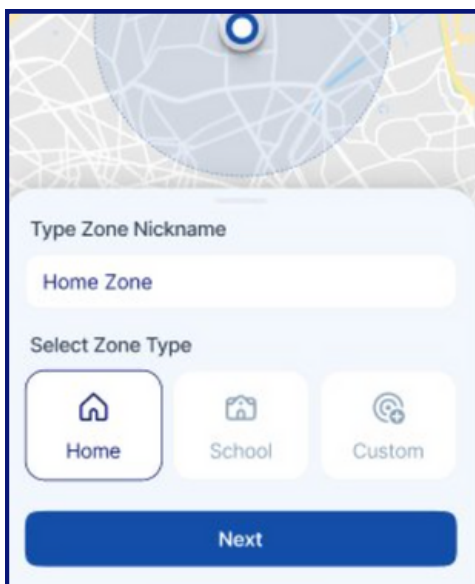 Type Zone Nickname
Home Zone
Select Zone Type
Home School Custom
Next